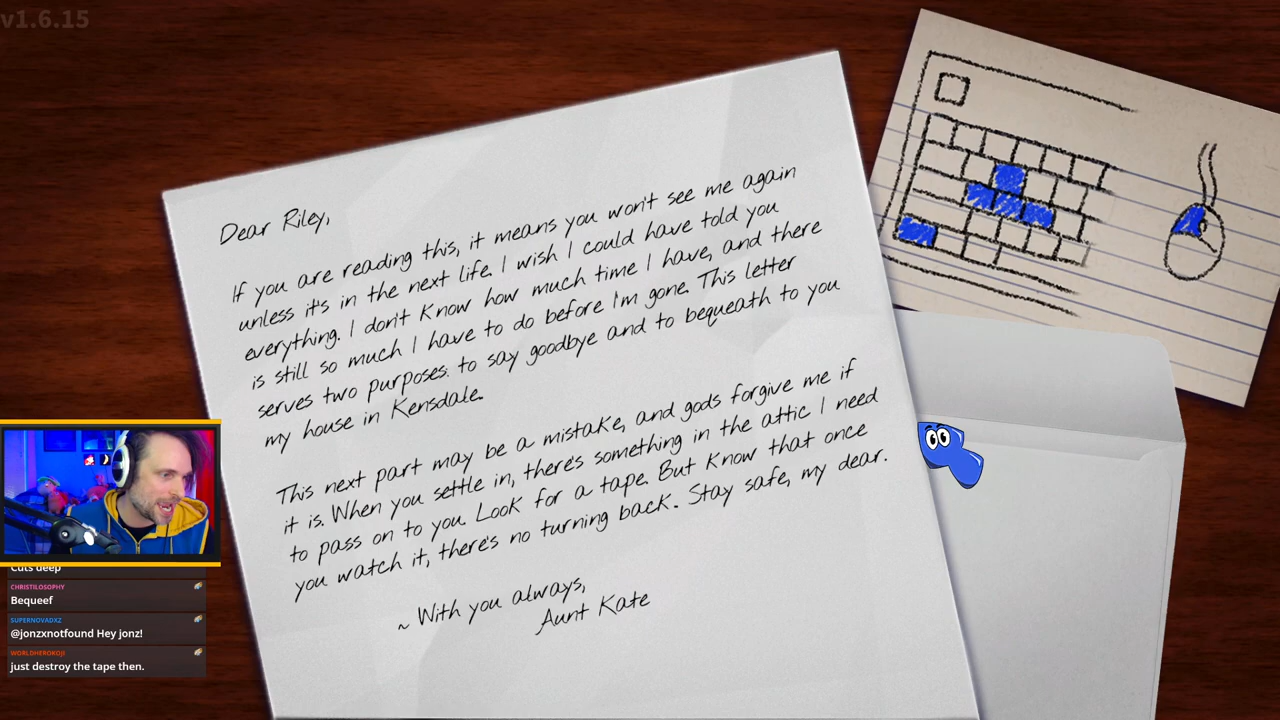 v1.6.15
Dear Riley,
If you are reading this, it means you won't see me again
unless it's in the next life. I wish I could have told you
everything. I don't know how much time I have, and there
is still so much I have to do before I'm gone. This letter
serves two purposes: to say goodbye and to bequeath to you
my house in Kensdale.
This next part may be a mistake, and gods forgive me if
it is. When you settle in, there's something in the attic I need
to pass on to you. Look for a tape. But know that once
you watch it, there's no turning back. Stay safe, my dear.
~ With you always,
Aunt Kate
Cuts deep
CHRISTILOSOPHY
Bequeef
SUPERNOVADXZ
@jonzxnotfound Hey jonz!
WORLDHEROKOJI
just destroy the tape then.